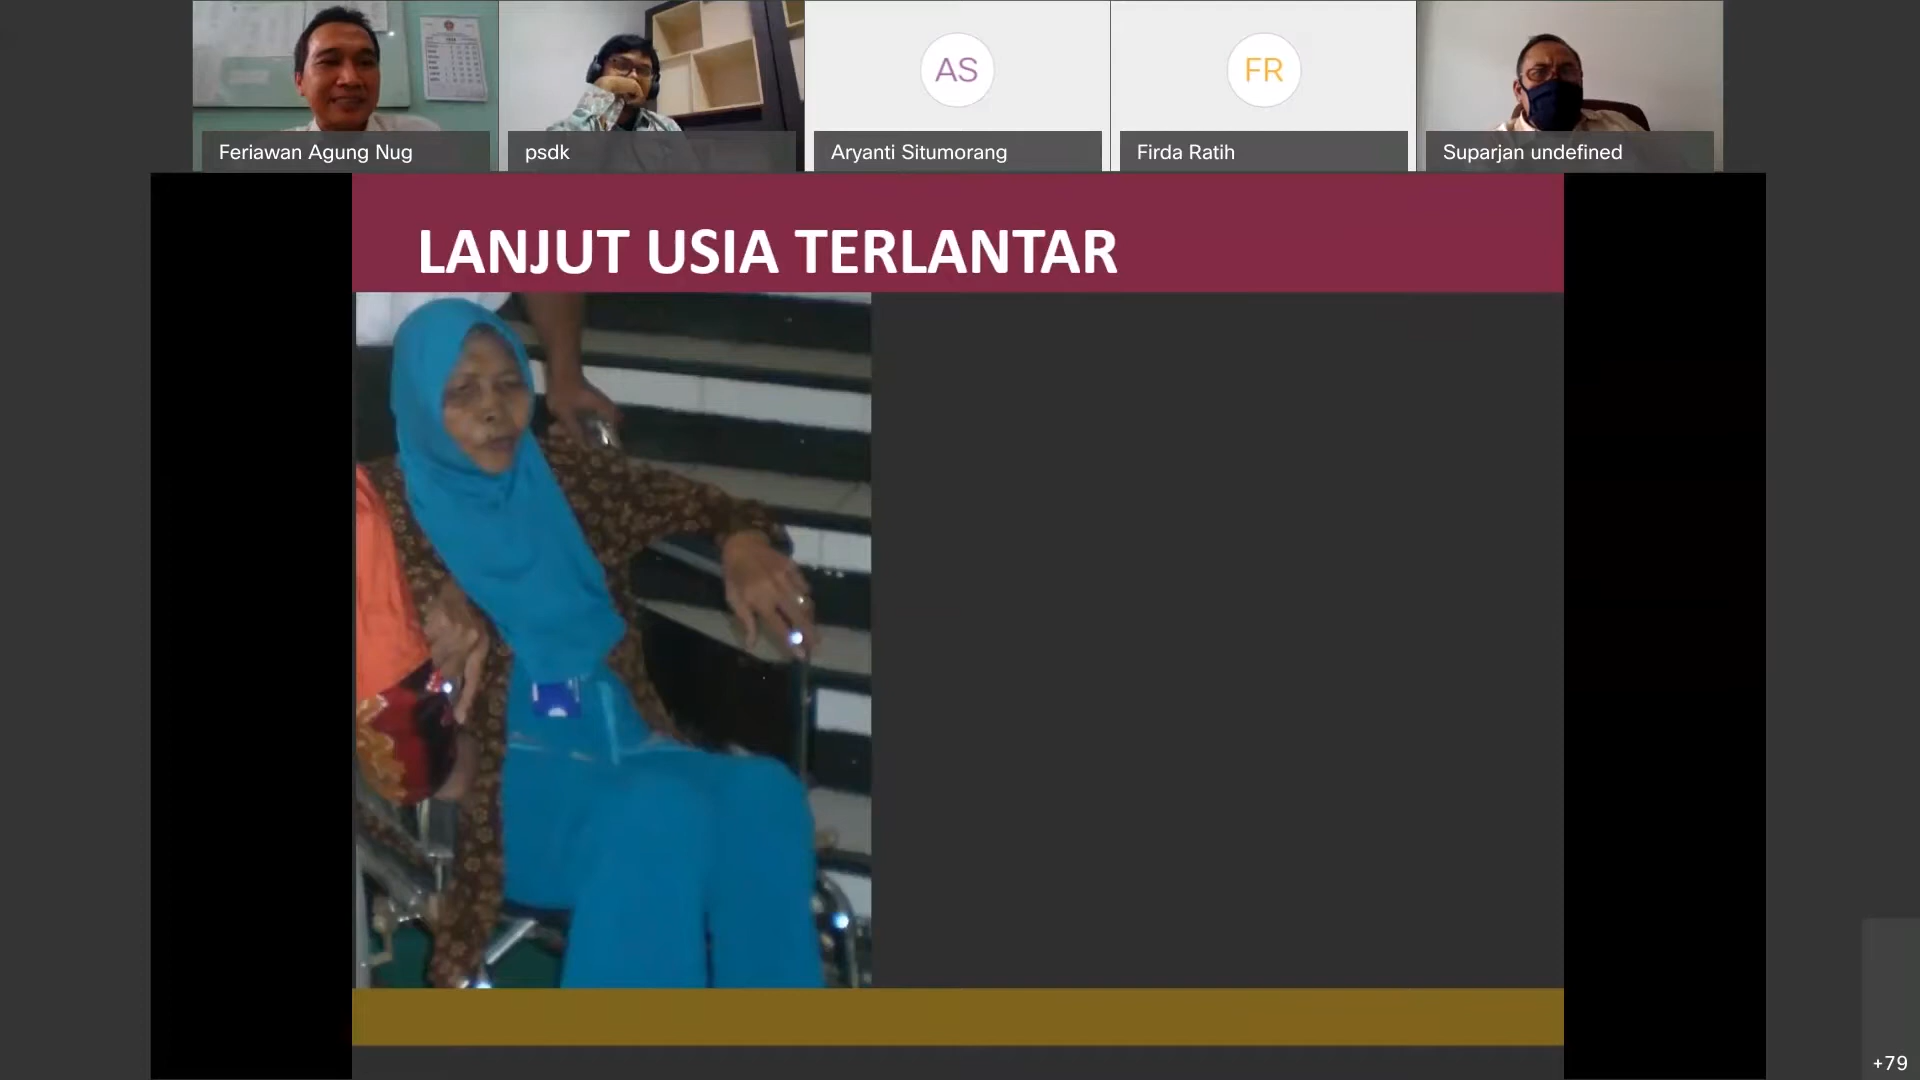 Feriawan Agung Nug
psdk
AS
Aryanti Situmorang
FR
Firda Ratih
Suparjan undefined
LANJUT USIA TERLANTAR
+79